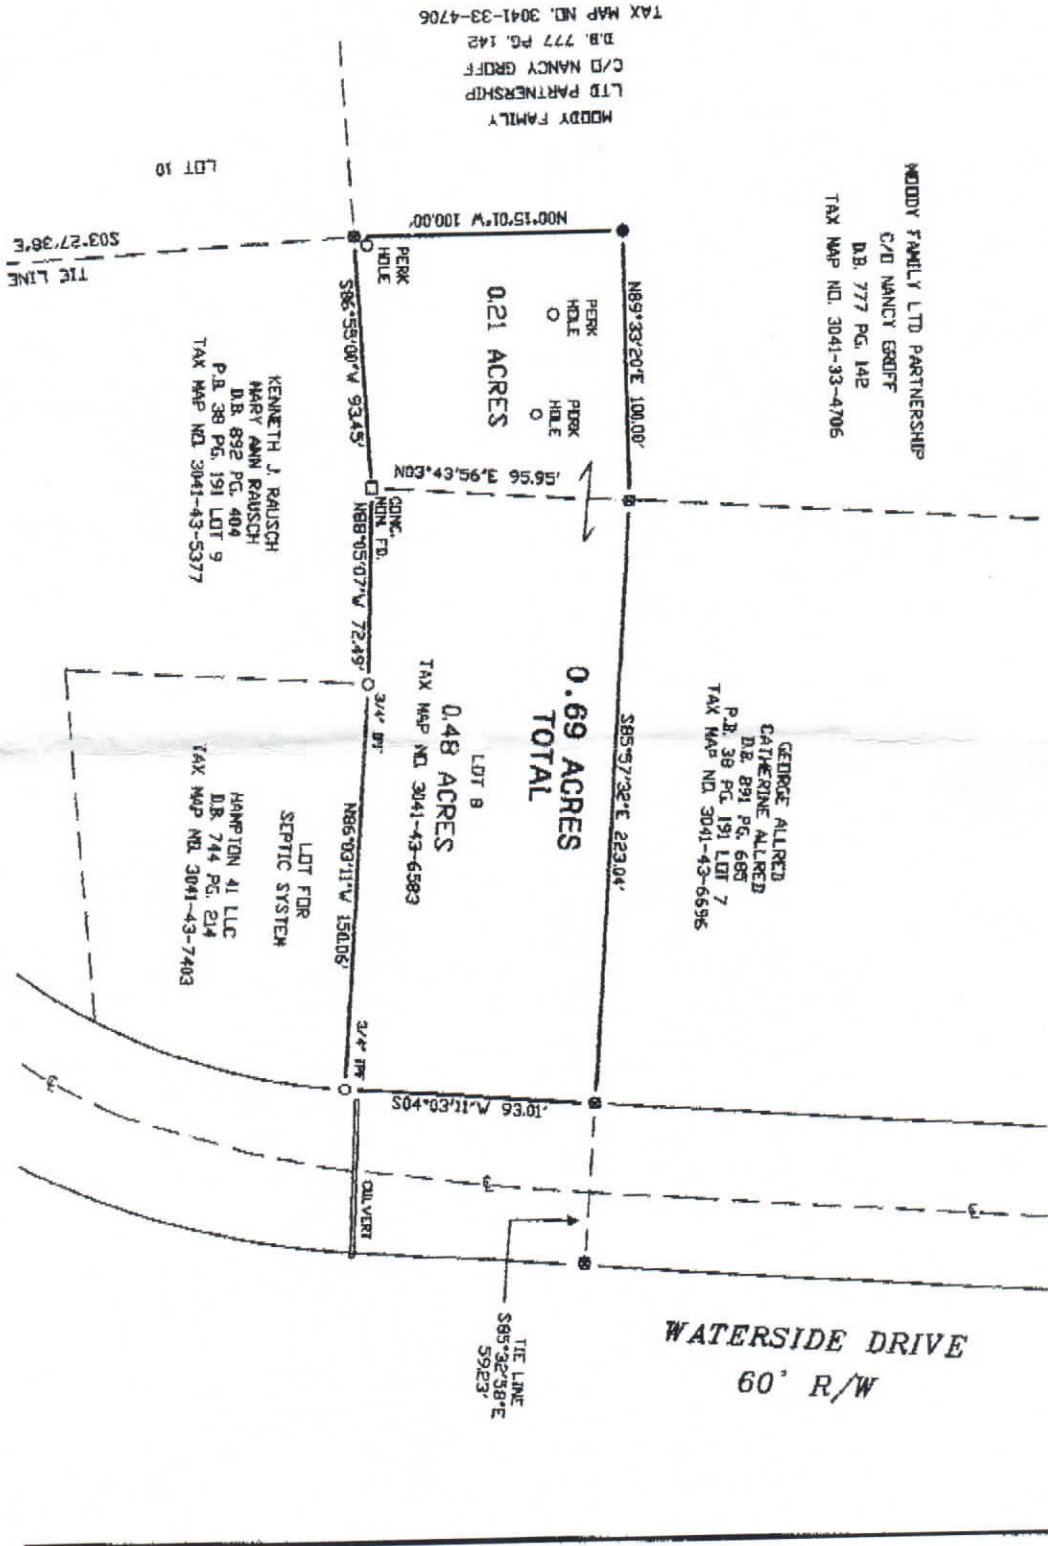 MOODY FAMILY
LTD PARTNERSHIP
C/O NANCY GROFF
D.B. 777 PG. 142
TAX MAP NO. 3041-33-4706
MOODY FAMILY LTD PARTNERSHIP
C/O NANCY GROFF
D.B. 777 PG. 142
TAX MAP NO. 3041-33-4706
LOT 10
S03°27'38"E
TIE LINE
N00°15'01"W 100.00'
PERK
HOLE
PERK
HOLE
PERK
HOLE
0.21 ACRES
N89°33'20"E 100.00'
S86°55'00"W 93.45'
N03°43'56"E 95.95'
CONC.
MON. FD.
KENNETH J. RAUSCH
MARY ANN RAUSCH
D.B. 892 PG. 404
P.B. 38 PG. 191 LOT 9
TAX MAP NO. 3041-43-5377
N88°05'07"W 72.49'
3/4" IPF
0.69 ACRES
TOTAL
LOT 8
0.48 ACRES
TAX MAP NO. 3041-43-6583
S85°57'32"E 223.04'
GEORGE ALLRED
CATHERINE ALLRED
D.B. 891 PG. 685
P.B. 38 PG. 191 LOT 7
TAX MAP NO. 3041-43-6696
LOT FOR
SEPTIC SYSTEM
HAMPTON 41 LLC
D.B. 744 PG. 214
TAX MAP NO. 3041-43-7403
N86°03'11"W 150.06'
3/4" IPF
S04°03'11"W 93.01'
CULVERT
TIE LINE
S85°32'58"E
59.23'
WATERSIDE DRIVE
60' R/W